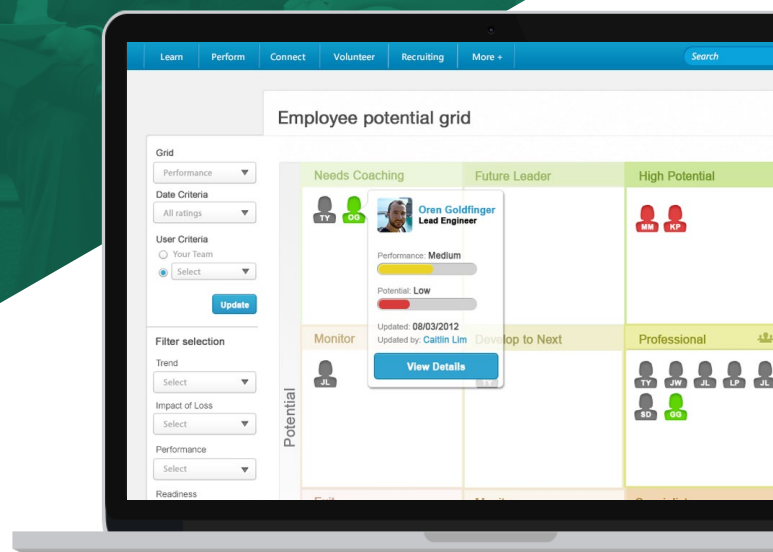 Learn Perform Connect Volunteer Recruiting More + Search
Employee potential grid
Grid
Performance
Date Criteria
All ratings
User Criteria
Your Team
Select
Update
Filter selection
Trend
Select
Impact of Loss
Select
Performance
Select
Readiness
Potential
Needs Coaching Future Leader High Potential
TY OG MM KP
Oren Goldfinger
Lead Engineer
Performance: Medium
Potential: Low
Updated: 08/03/2012
Updated by: Caitlin Lim
View Details
Monitor Develop to Next Professional
JL TY JW JL LP JL
SD GG